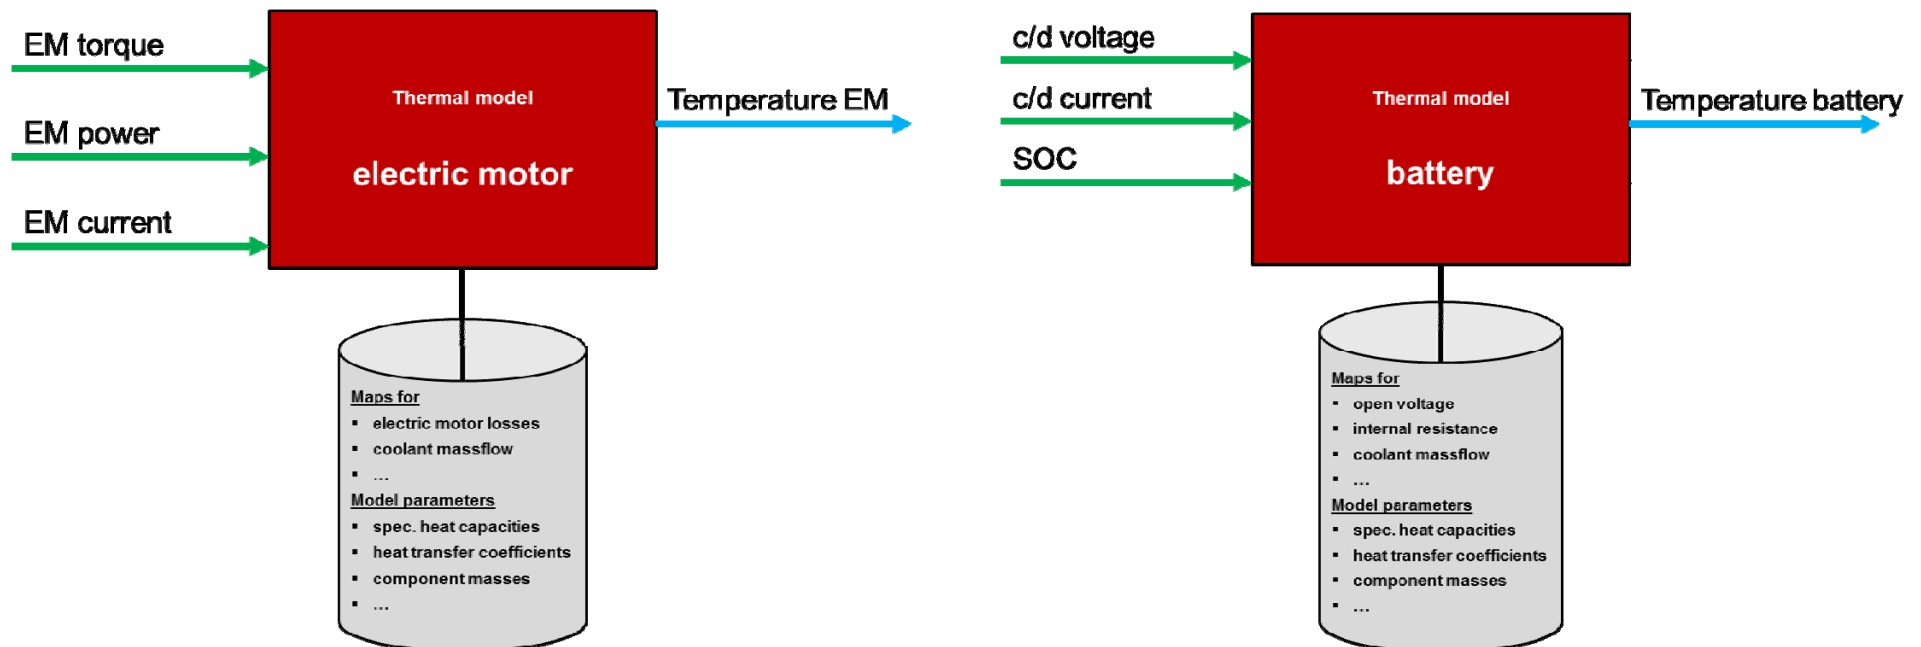 EM torque
EM power
EM current
Thermal model
electric motor
Temperature EM
Maps for
▪ electric motor losses
▪ coolant massflow
▪ ...
Model parameters
▪ spec. heat capacities
▪ heat transfer coefficients
▪ component masses
▪ ...
c/d voltage
c/d current
SOC
Thermal model
battery
Temperature battery
Maps for
▪ open voltage
▪ internal resistance
▪ coolant massflow
▪ ...
Model parameters
▪ spec. heat capacities
▪ heat transfer coefficients
▪ component masses
▪ ...